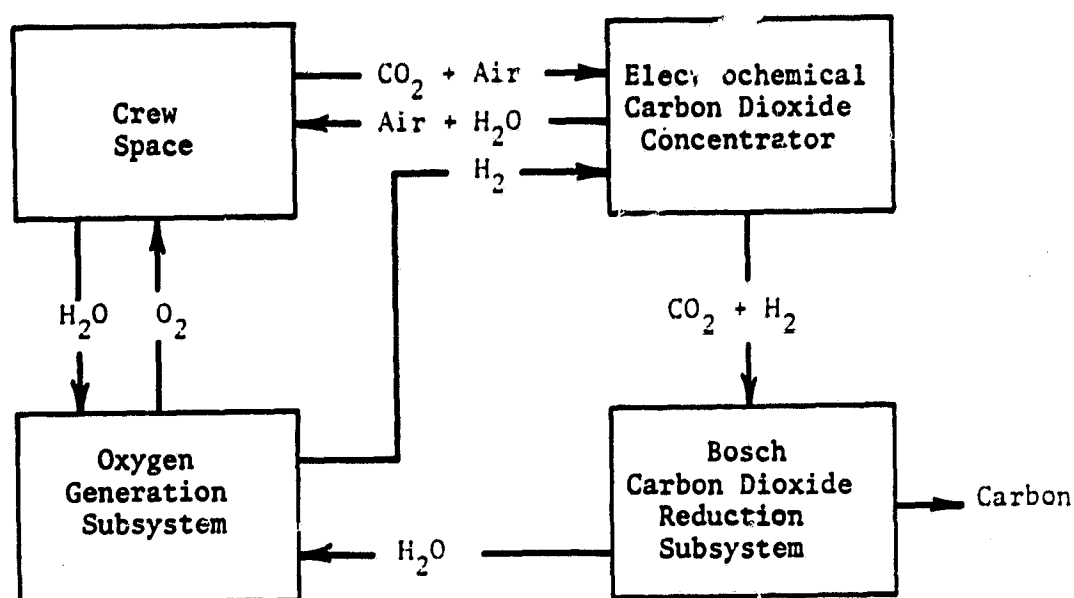 Crew
Space
CO₂ + Air
Air + H₂O
H₂
Elec ochemical
Carbon Dioxide
Concentrator
H₂O
O₂
CO₂ + H₂
Oxygen
Generation
Subsystem
H₂O
Bosch
Carbon Dioxide
Reduction
Subsystem
Carbon